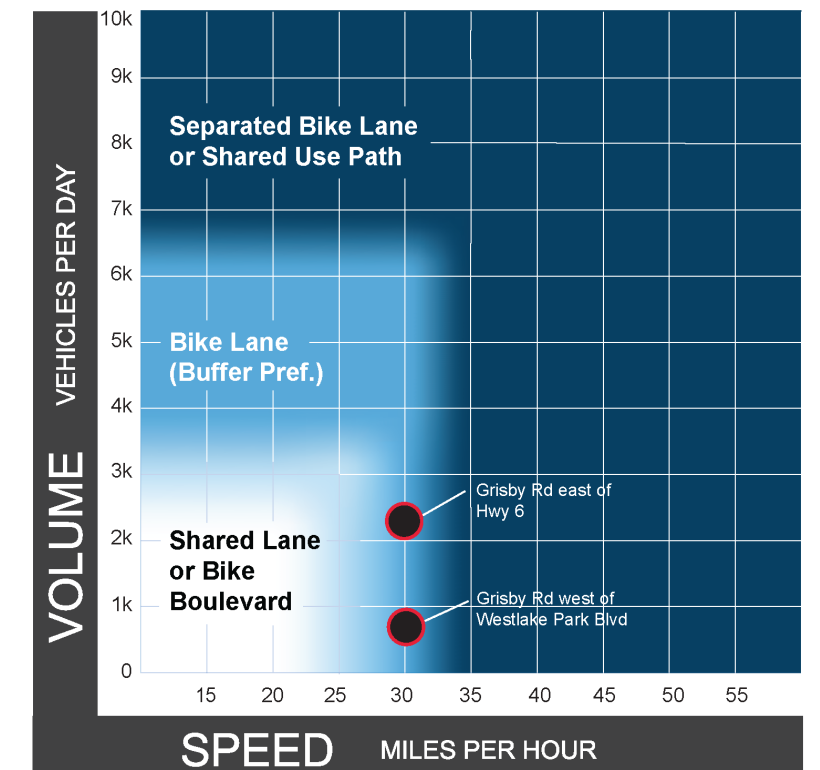 10k
9k
Separated Bike Lane
8k
or Shared Use Path
7k
6k
5k
Bike Lane
(Buffer Pref.)
4k
3k
Grisby Rd east of
Hwy 6
2k
Shared Lane
or Bike
Boulevard
1k
Grisby Rd west of
Westlake Park Blvd
0
VOLUME VEHICLES PER DAY
15 20 25 30 35 40 45 50 55
SPEED MILES PER HOUR